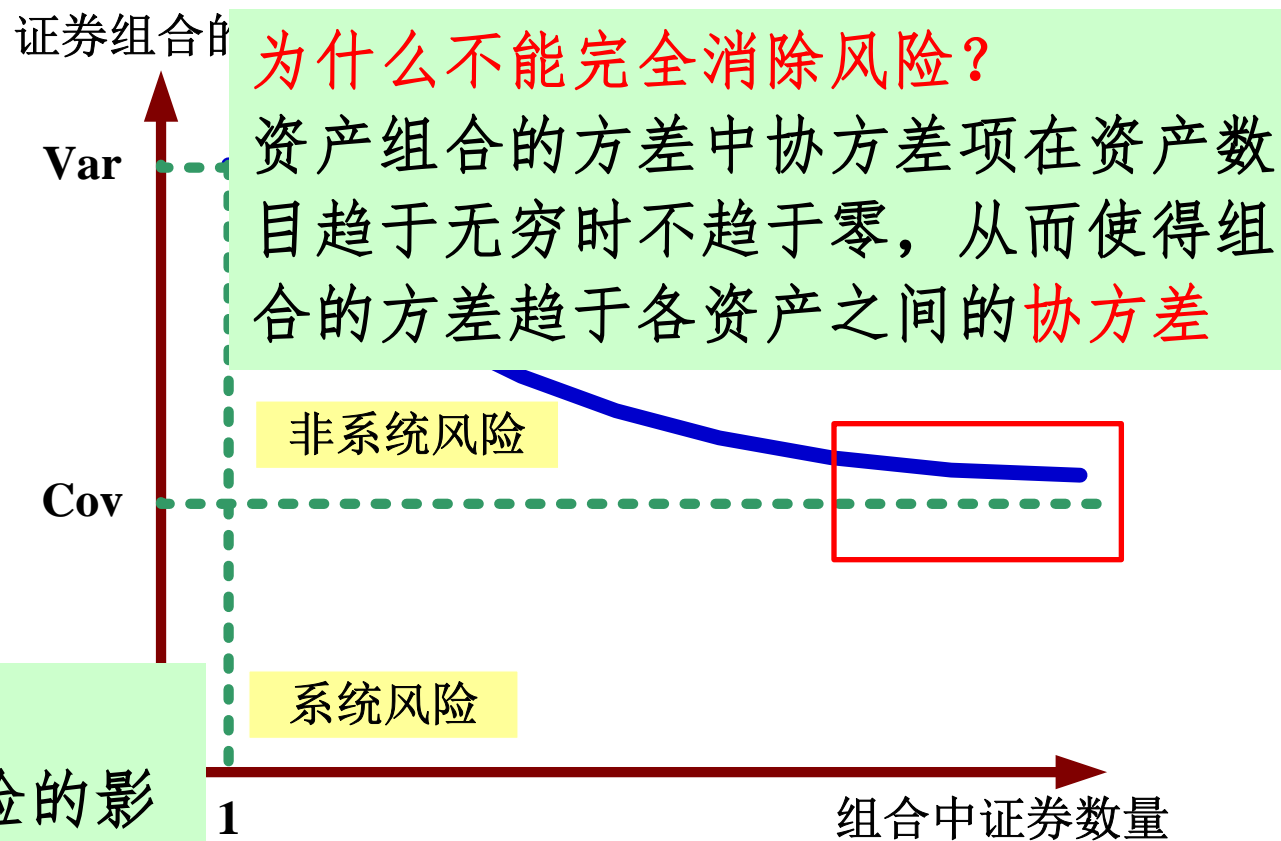 证券组合的
为什么不能完全消除风险？
资产组合的方差中协方差项在资产数
目趋于无穷时不趋于零，从而使得组
合的方差趋于各资产之间的协方差
Var
非系统风险
Cov
系统风险
险的影
1
组合中证券数量